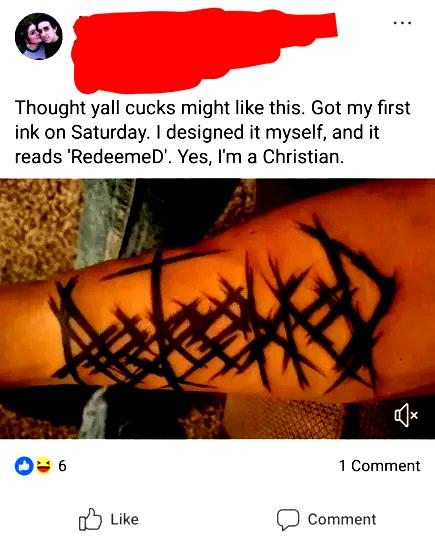 Thought yall cucks might like this. Got my first
ink on Saturday. I designed it myself, and it
reads 'RedeemeD'. Yes, I'm a Christian.
RedeemeD
6
1 Comment
Like
Comment